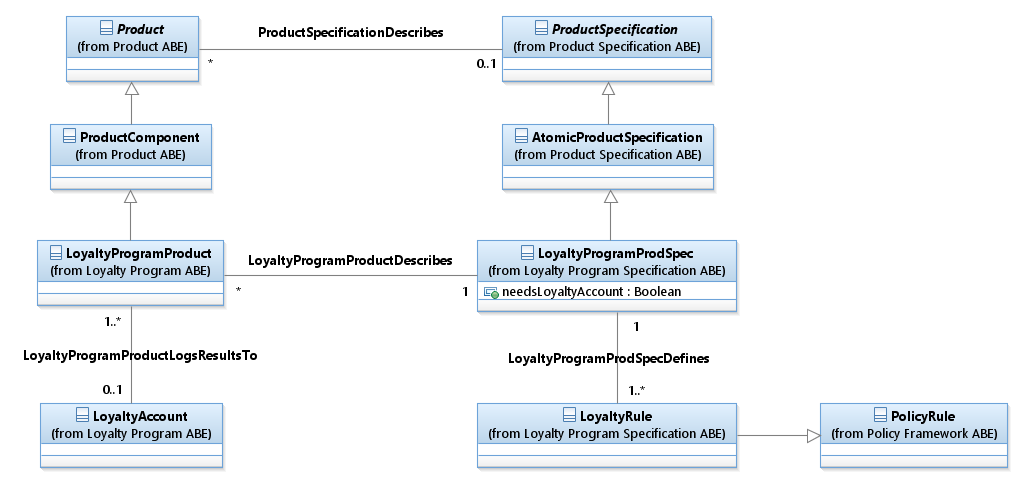 Product
(from Product ABE)
ProductSpecificationDescribes
*
0..1
ProductSpecification
(from Product Specification ABE)
ProductComponent
(from Product ABE)
AtomicProductSpecification
(from Product Specification ABE)
LoyaltyProgramProduct
(from Loyalty Program ABE)
LoyaltyProgramProductDescribes
*
1
LoyaltyProgramProdSpec
(from Loyalty Program Specification ABE)
needsLoyaltyAccount : Boolean
1..*
LoyaltyProgramProductLogsResultsTo
0..1
1
LoyaltyProgramProdSpecDefines
1..*
LoyaltyAccount
(from Loyalty Program ABE)
LoyaltyRule
(from Loyalty Program Specification ABE)
PolicyRule
(from Policy Framework ABE)